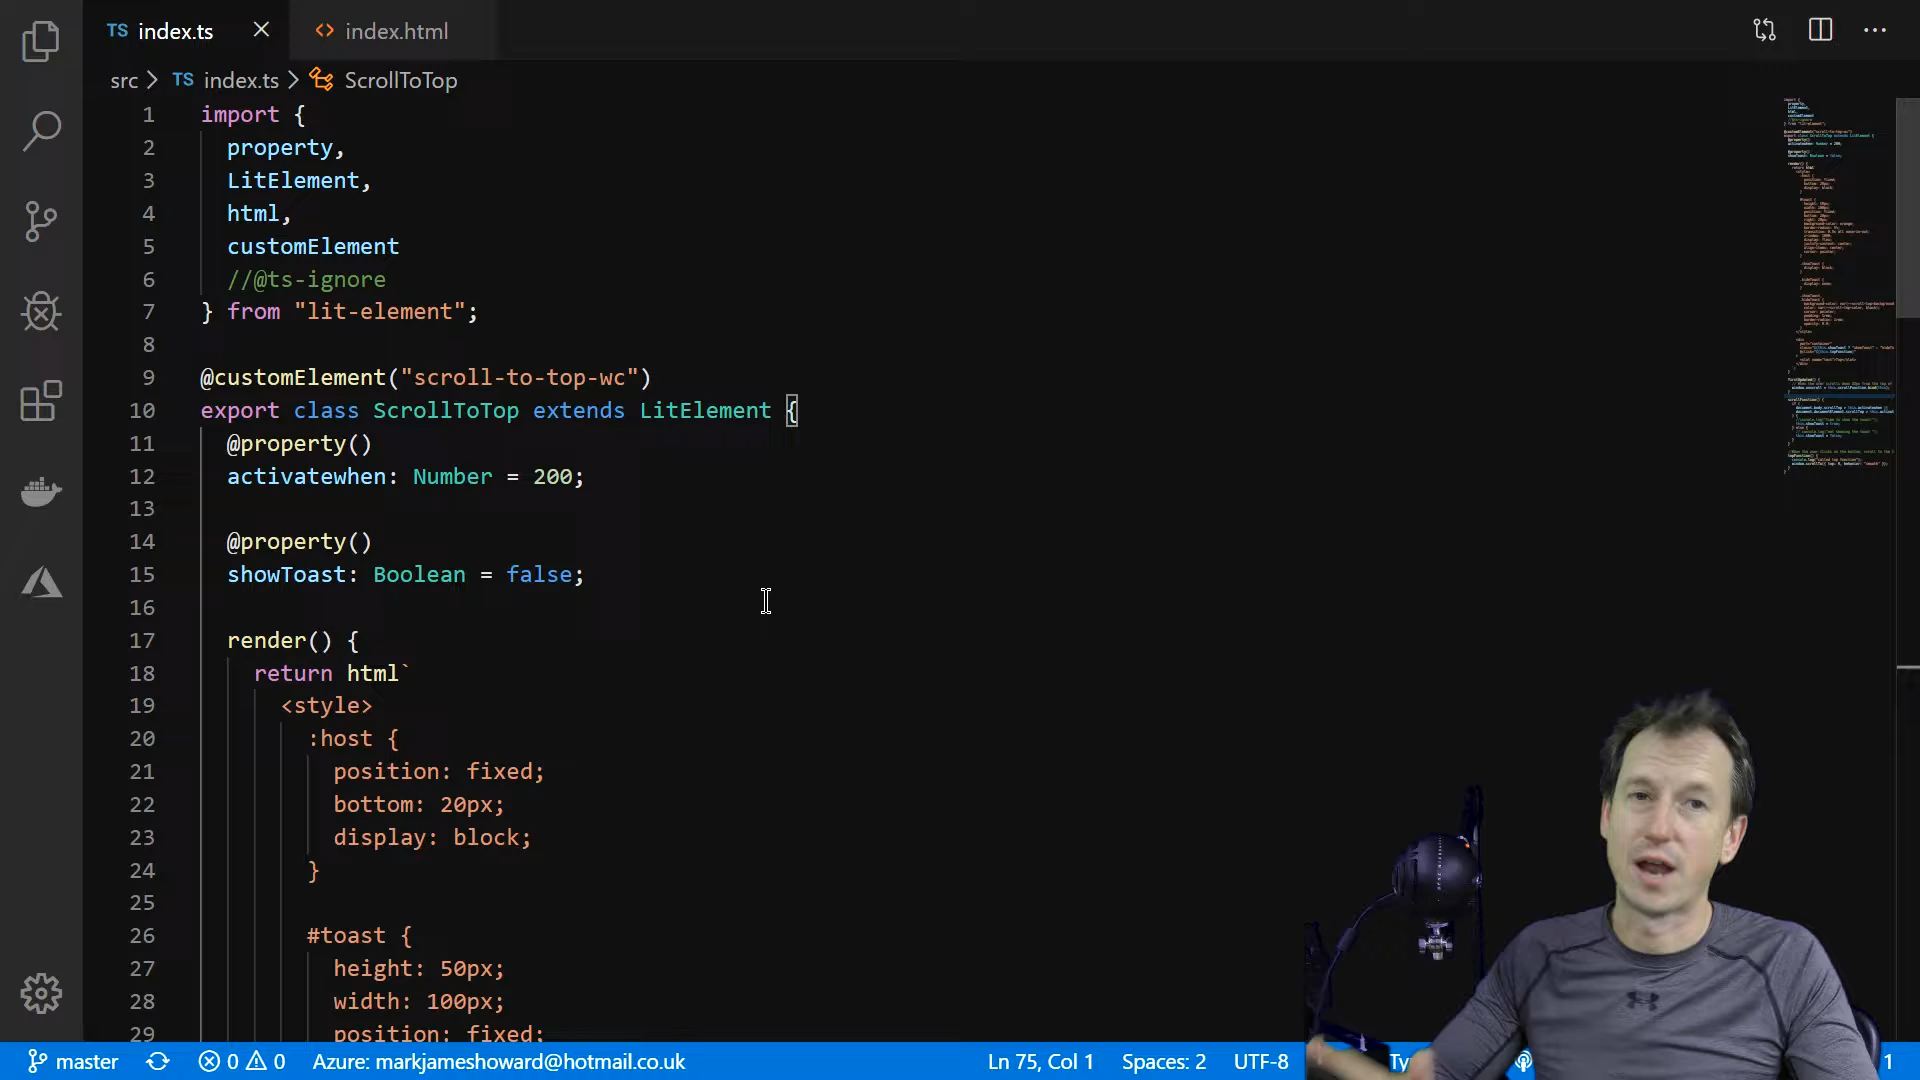 TS index.ts
index.html
src > TS index.ts > ScrollToTop
1 import {
2 property,
3 LitElement,
4 html,
5 customElement
6 //@ts-ignore
7 } from "lit-element";
8
9 @customElement("scroll-to-top-wc")
10 export class ScrollToTop extends LitElement {
11 @property()
12 activatewhen: Number = 200;
13
14 @property()
15 showToast: Boolean = false;
16
17 render() {
18 return html`
19 <style>
20 :host {
21 position: fixed;
22 bottom: 20px;
23 display: block;
24 }
25
26 #toast {
27 height: 50px;
28 width: 100px;
29 position: fixed;
master 0 0 Azure: markjameshoward@hotmail.co.uk Ln 75, Col 1 Spaces: 2 UTF-8 Ty 1